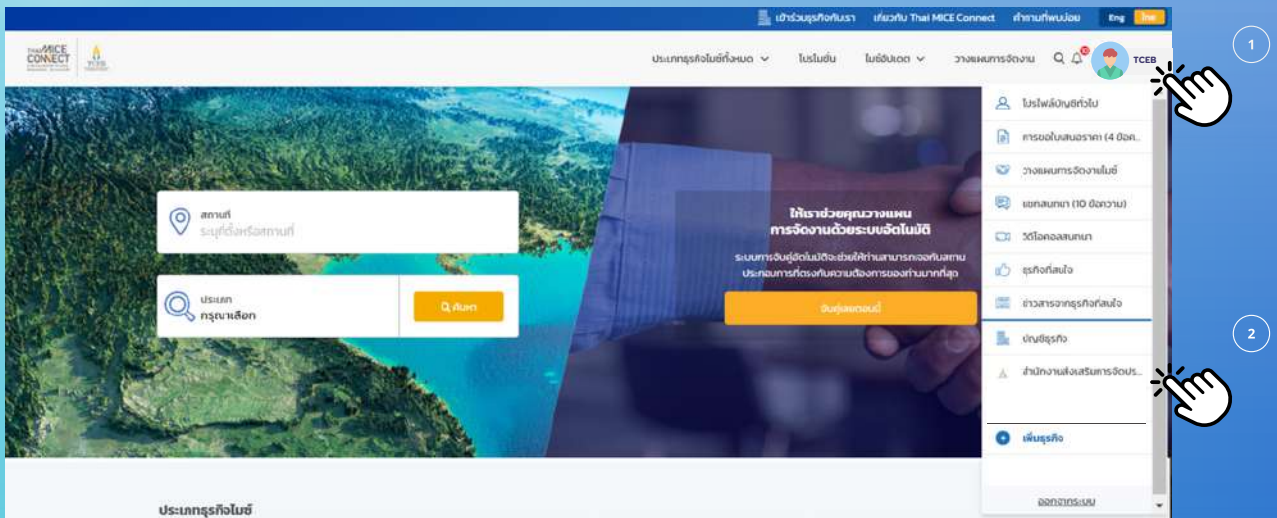 เข้าร่วมธุรกิจกับเรา เกี่ยวกับ Thai MICE Connect คำถามที่พบบ่อย Eng ไทย
THAI MICE CONNECT TCEB
ประเภทธุรกิจไมซ์ทั้งหมด โปรโมชั่น ไมซ์อัปเดต วางแผนการจัดงาน TCEB
1
โปรไฟล์บัญชีทั่วไป
การขอใบเสนอราคา (4 ข้อค..
วางแผนการจัดงานไมซ์
แชทสนทนา (10 ข้อความ)
วิดีโอคอลสนทนา
ธุรกิจที่สนใจ
ข่าวสารจากธุรกิจที่สนใจ
บัญชีธุรกิจ
สำนักงานส่งเสริมการจัดปร..
2
เพิ่มธุรกิจ
ออกจากระบบ
สถานที่
ระบุที่ตั้งหรือสถานที่
ประเภท
กรุณาเลือก
ค้นหา
ให้เราช่วยคุณวางแผน
การจัดงานด้วยระบบอัตโนมัติ
ระบบการจับคู่อัตโนมัติจะช่วยให้ท่านสามารถเจอกับสถาน
ประกอบการที่ตรงกับความต้องการของท่านมากที่สุด
จับคู่เลยตอนนี้
ประเภทธุรกิจไมซ์